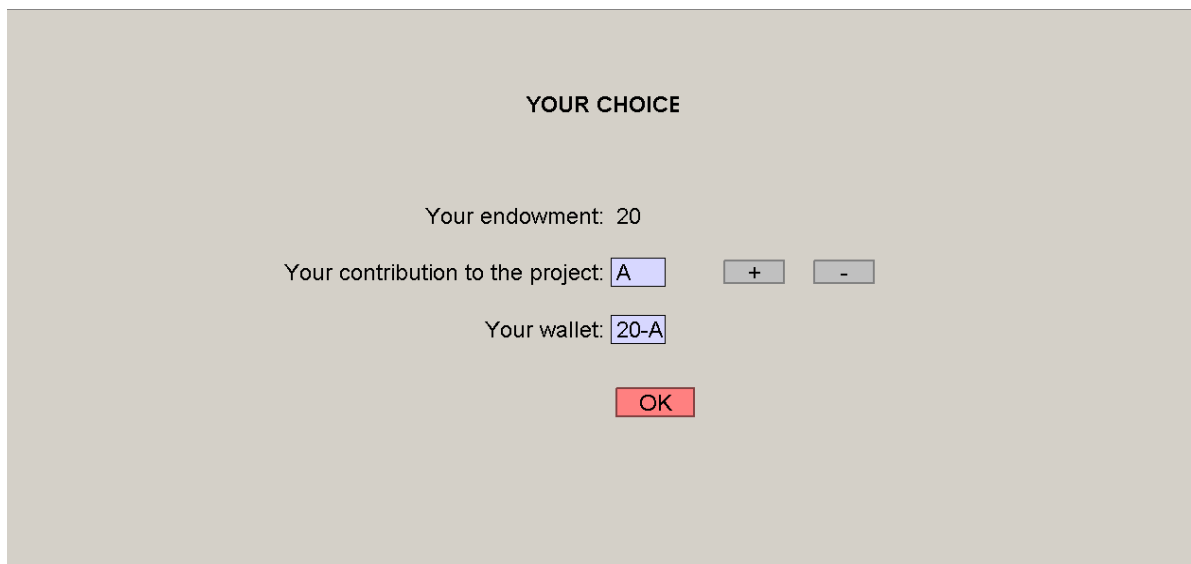 YOUR CHOICE
Your endowment: 20
Your contribution to the project: A + -
Your wallet: 20-A
OK